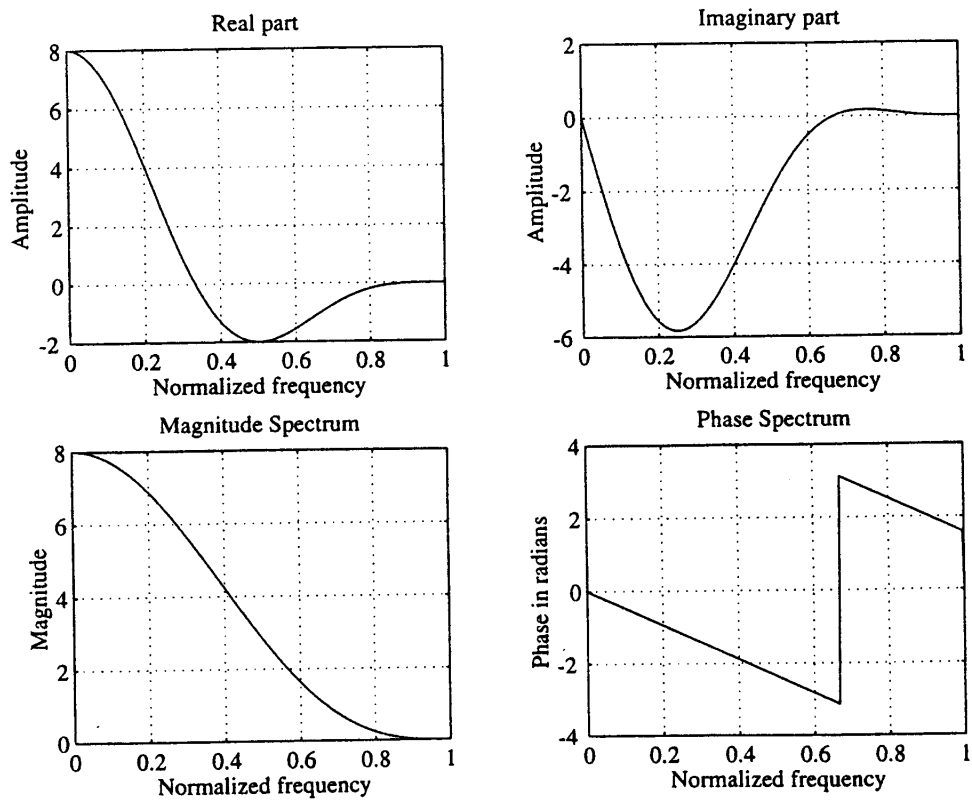 Real part
8
6
4
2
0
-2
Amplitude
0 0.2 0.4 0.6 0.8 1
Normalized frequency
Imaginary part
2
0
-2
-4
-6
Amplitude
0 0.2 0.4 0.6 0.8 1
Normalized frequency
Magnitude Spectrum
8
6
4
2
0
Magnitude
0 0.2 0.4 0.6 0.8 1
Normalized frequency
Phase Spectrum
4
2
0
-2
-4
Phase in radians
0 0.2 0.4 0.6 0.8 1
Normalized frequency